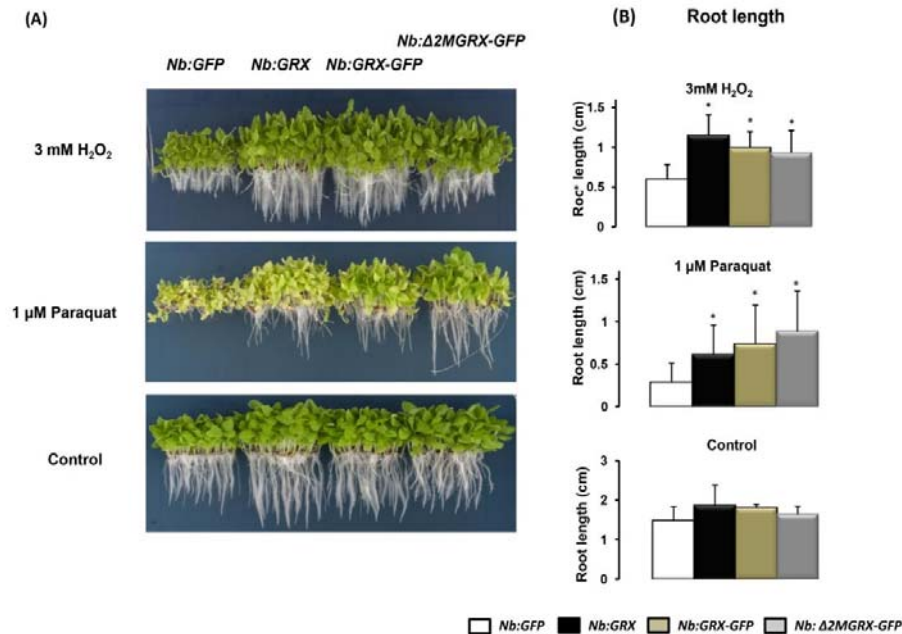 (A)
Nb:GFP
Nb:GRX
Nb:GRX-GFP
Nb:Δ2MGRX-GFP
3 mM H₂O₂
1 µM Paraquat
Control
(B)
Root length
3mM H₂O₂
Roc* length (cm)
1.5
1
0.5
0
* * *
1 µM Paraquat
Root length (cm)
1.5
1
0.5
0
* * *
Control
Root length (cm)
3
2
1
0
Nb:GFP Nb:GRX Nb:GRX-GFP Nb: Δ2MGRX-GFP